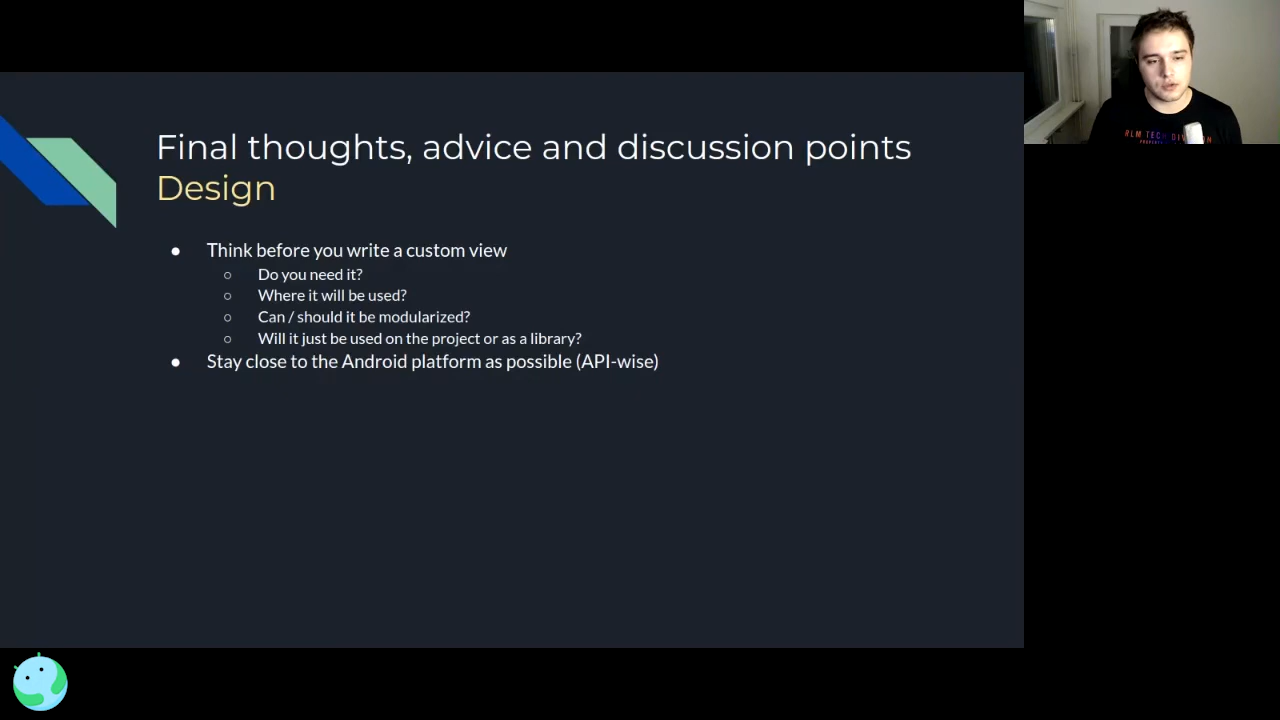 Final thoughts, advice and discussion points
Design
● Think before you write a custom view
○ Do you need it?
○ Where it will be used?
○ Can / should it be modularized?
○ Will it just be used on the project or as a library?
● Stay close to the Android platform as possible (API-wise)
RLM TECH